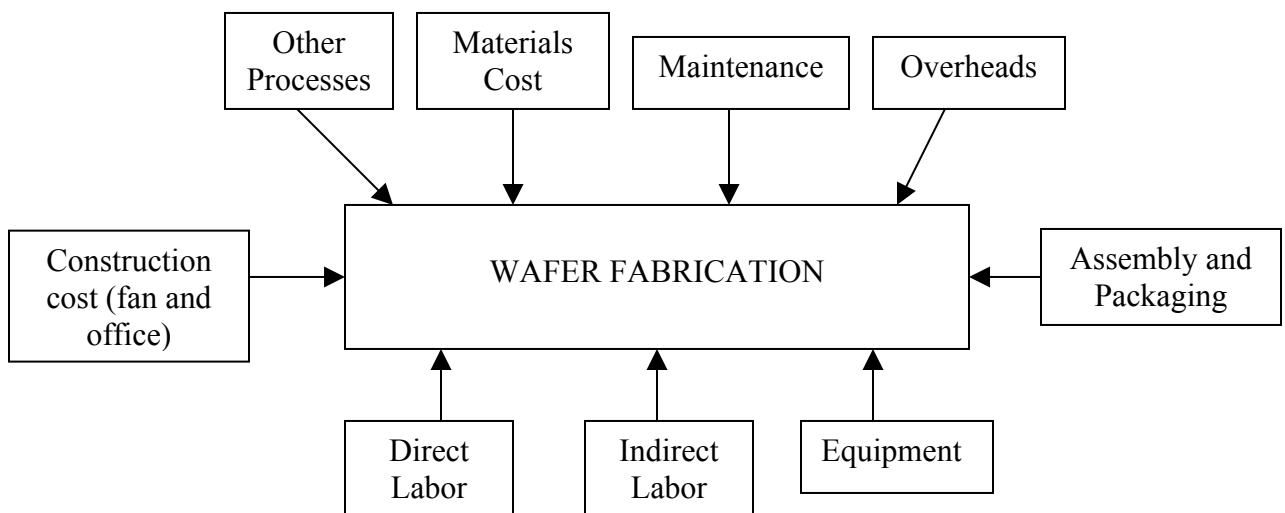 Other
Processes
Materials
Cost
Maintenance
Overheads
Construction
cost (fan and
office)
WAFER FABRICATION
Assembly and
Packaging
Direct
Labor
Indirect
Labor
Equipment